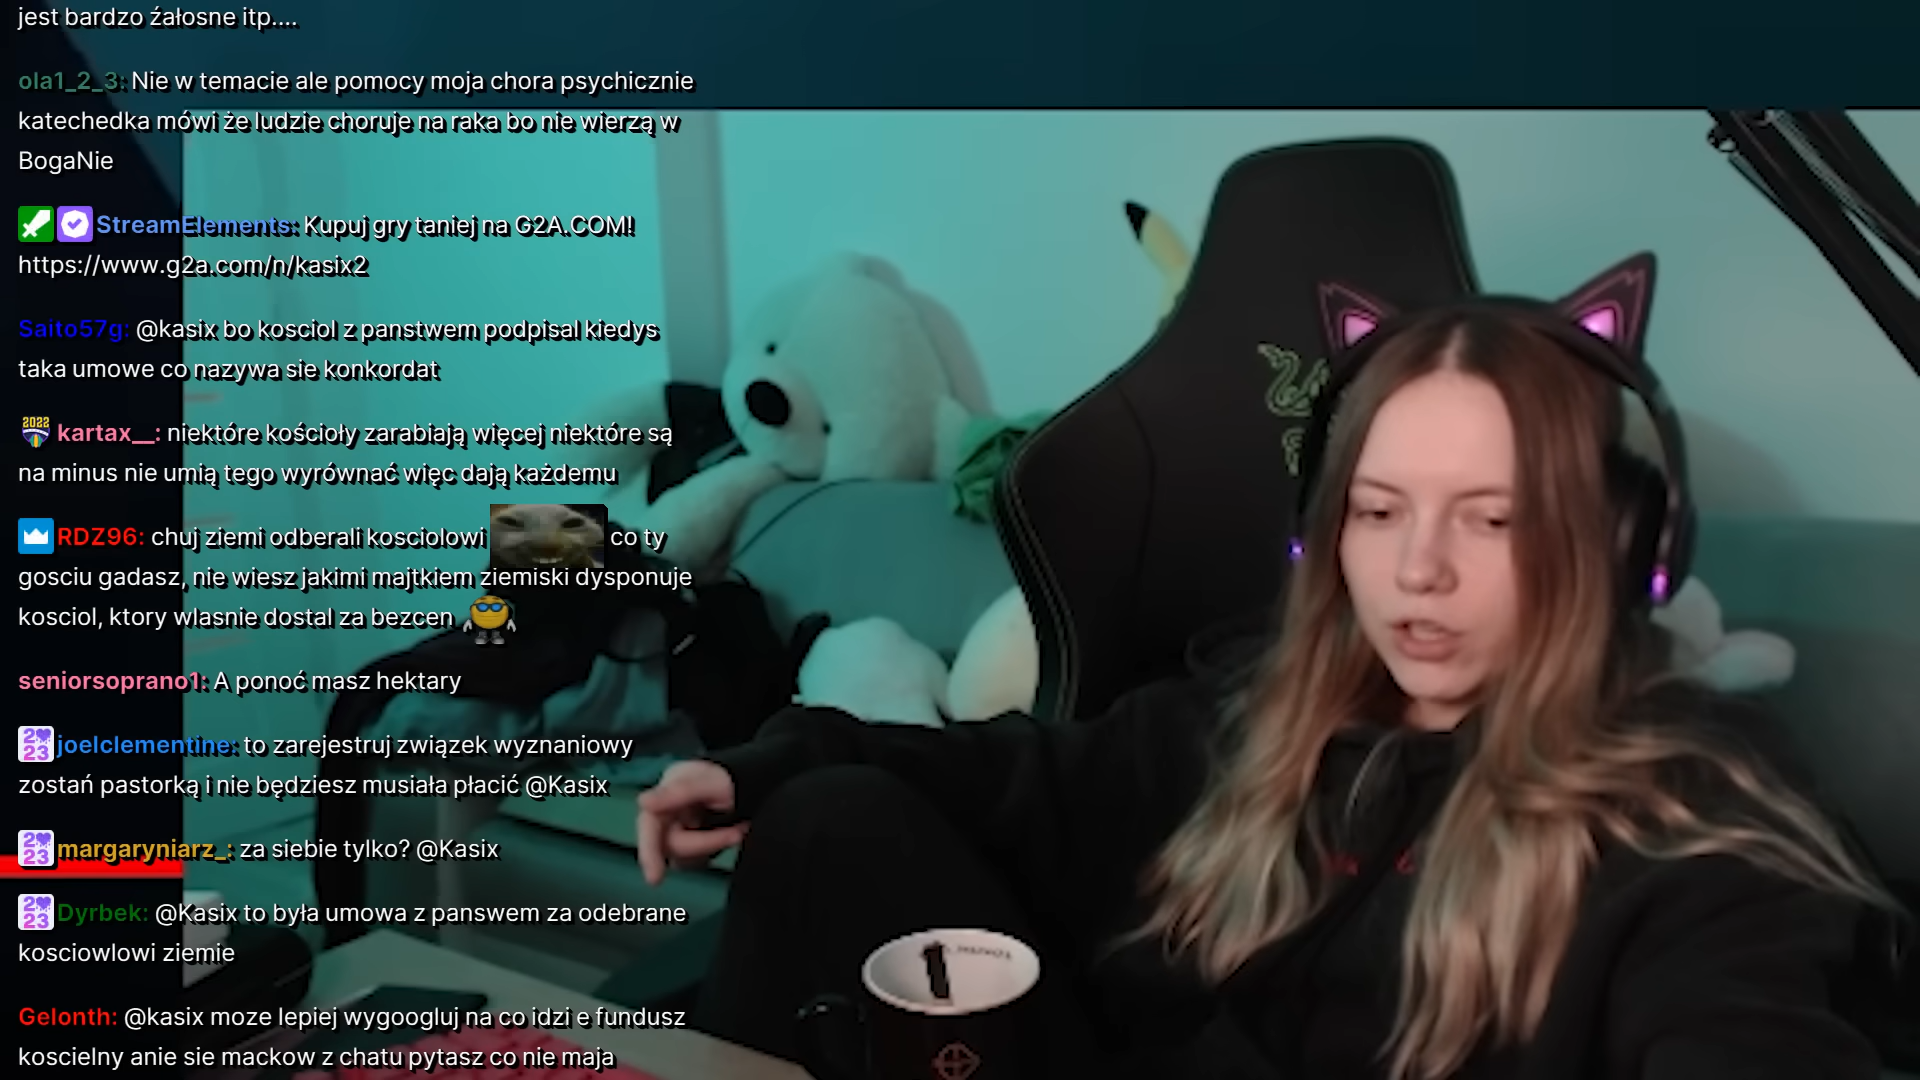 jest bardzo źałosne itp....
ola1_2_3: Nie w temacie ale pomocy moja chora psychicznie
katechedka mówi że ludzie choruje na raka bo nie wierzą w
BogaNie
StreamElements: Kupuj gry taniej na G2A.COM!
https://www.g2a.com/n/kasix2
Saito57g: @kasix bo kosciol z panstwem podpisal kiedys
taka umowe co nazywa sie konkordat
2022 kartax__: niektóre kościoły zarabiają więcej niektóre są
na minus nie umią tego wyrównać więc dają każdemu
RDZ96: chuj ziemi odberali kosciolowi co ty
gosciu gadasz, nie wiesz jakimi majtkiem ziemiski dysponuje
kosciol, ktory wlasnie dostal za bezcen
seniorsoprano1: A ponoć masz hektary
2023 joelclementine: to zarejestruj związek wyznaniowy
zostań pastorką i nie będziesz musiała płacić @Kasix
2023 margaryniarz_: za siebie tylko? @Kasix
2023 Dyrbek: @Kasix to była umowa z panswem za odebrane
kosciowlowi ziemie
Gelonth: @kasix moze lepiej wygoogluj na co idzi e fundusz
koscielny anie sie mackow z chatu pytasz co nie maja